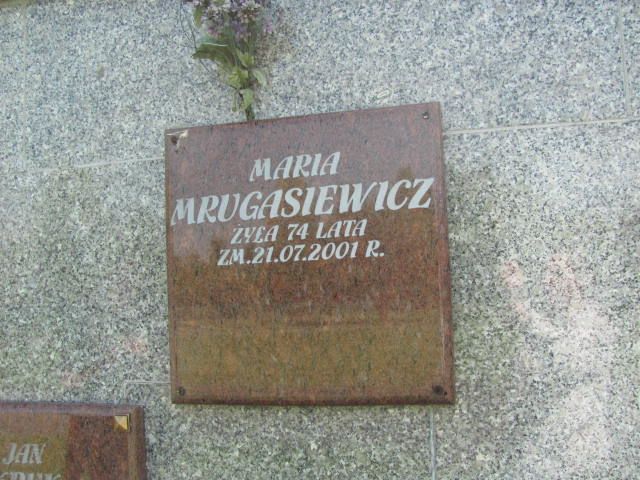 MARIA
MRUGASIEWICZ
ŻYŁA 74 LATA
ZM.21.07.2001 R.
JAN